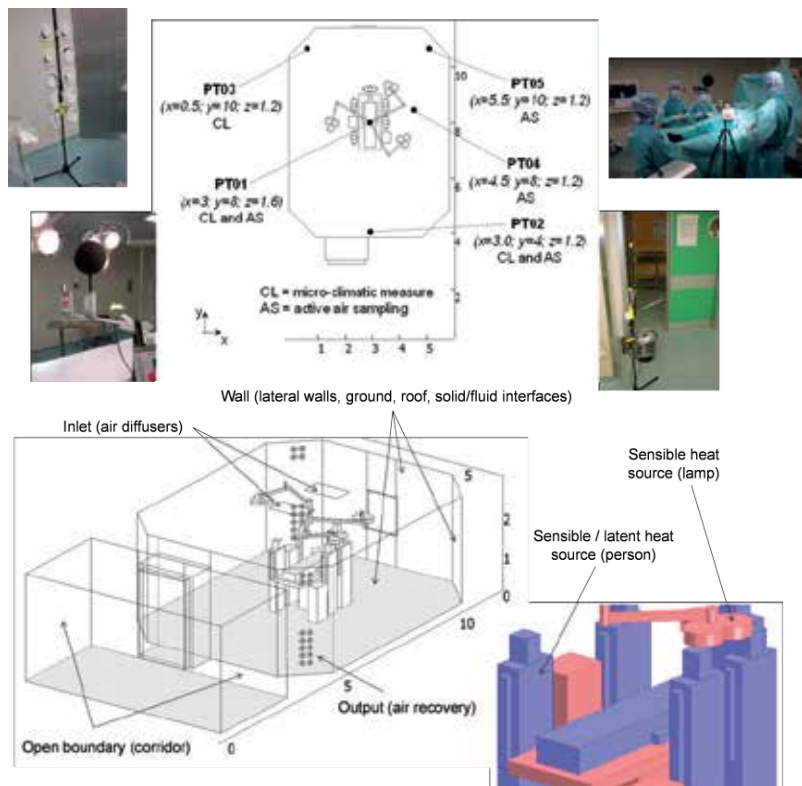 PT03
(x=0.5; y=10; z=1.2)
CL
PT05
(x=5.5; y=10; z=1.2)
AS
PT04
(x=4.5; y=8; z=1.2)
AS
PT01
(x=3; y=8; z=1.6)
CL and AS
PT02
(x=3.0; y=4; z=1.2)
CL and AS
10
8
6
4
2
CL = micro-climatic measure
AS = active air sampling
y
x
1 2 3 4 5
Wall (lateral walls, ground, roof, solid/fluid interfaces)
Inlet (air diffusers)
Sensible heat
source (lamp)
Sensible / latent heat
source (person)
5
2
1
0
10
5
0
Output (air recovery)
Open boundary (corridor)